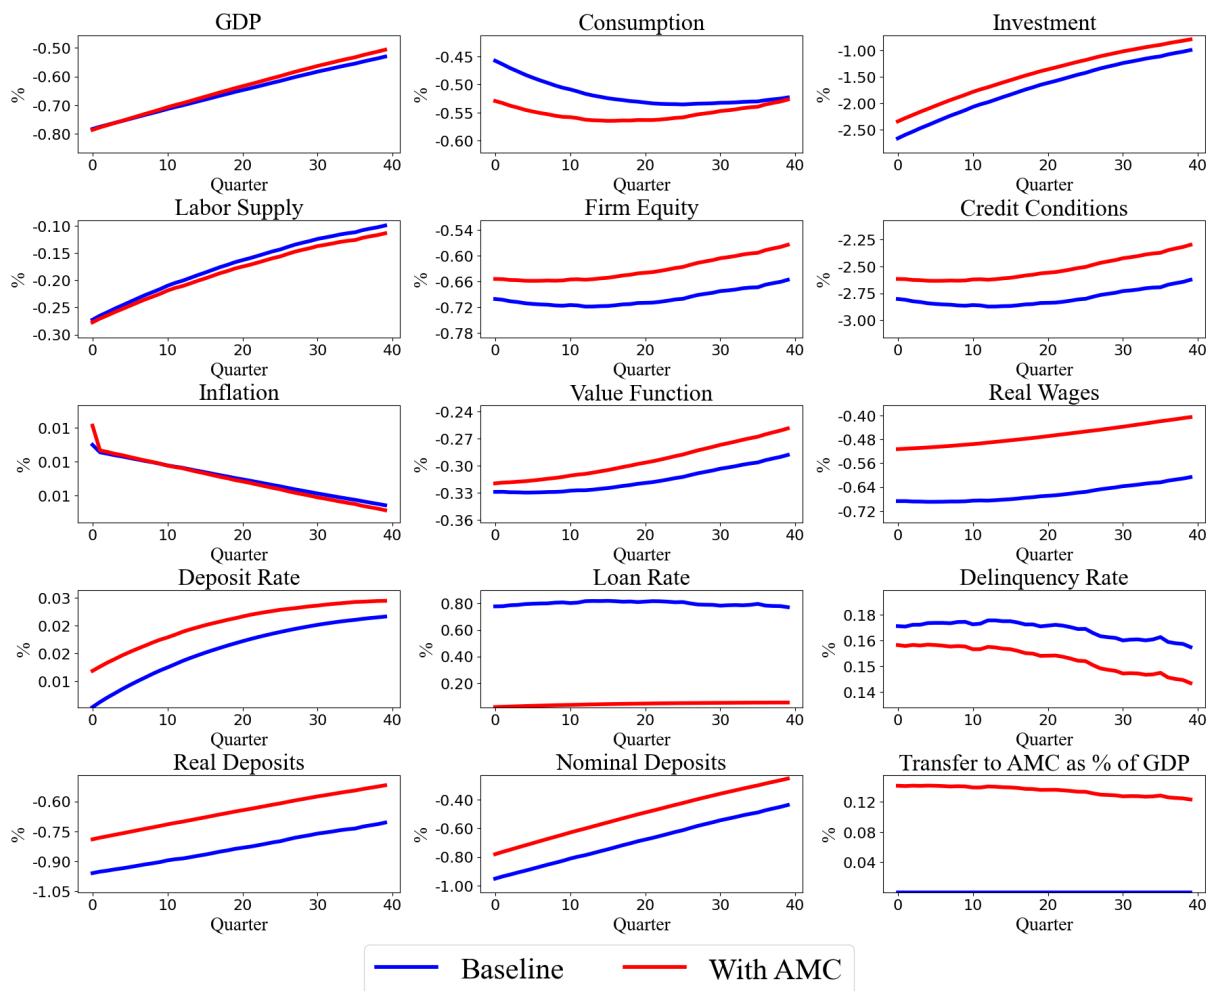 GDP
Consumption
Investment
-0.50
-0.60
-0.70
-0.80
%
0 10 20 30 40
Quarter
-0.45
-0.50
-0.55
-0.60
%
0 10 20 30 40
Quarter
-1.00
-1.50
-2.00
-2.50
%
0 10 20 30 40
Quarter
Labor Supply
Firm Equity
Credit Conditions
-0.10
-0.15
-0.20
-0.25
-0.30
%
0 10 20 30 40
Quarter
-0.54
-0.60
-0.66
-0.72
-0.78
%
0 10 20 30 40
Quarter
-2.25
-2.50
-2.75
-3.00
%
0 10 20 30 40
Quarter
Inflation
Value Function
Real Wages
0.01
0.01
0.01
%
0 10 20 30 40
Quarter
-0.24
-0.27
-0.30
-0.33
-0.36
%
0 10 20 30 40
Quarter
-0.40
-0.48
-0.56
-0.64
-0.72
%
0 10 20 30 40
Quarter
Deposit Rate
Loan Rate
Delinquency Rate
0.03
0.02
0.02
0.01
%
0 10 20 30 40
Quarter
0.80
0.60
0.40
0.20
%
0 10 20 30 40
Quarter
0.18
0.16
0.15
0.14
%
0 10 20 30 40
Quarter
Real Deposits
Nominal Deposits
Transfer to AMC as % of GDP
-0.60
-0.75
-0.90
-1.05
%
0 10 20 30 40
Quarter
-0.40
-0.60
-0.80
-1.00
%
0 10 20 30 40
Quarter
0.12
0.08
0.04
%
0 10 20 30 40
Quarter
Baseline
With AMC